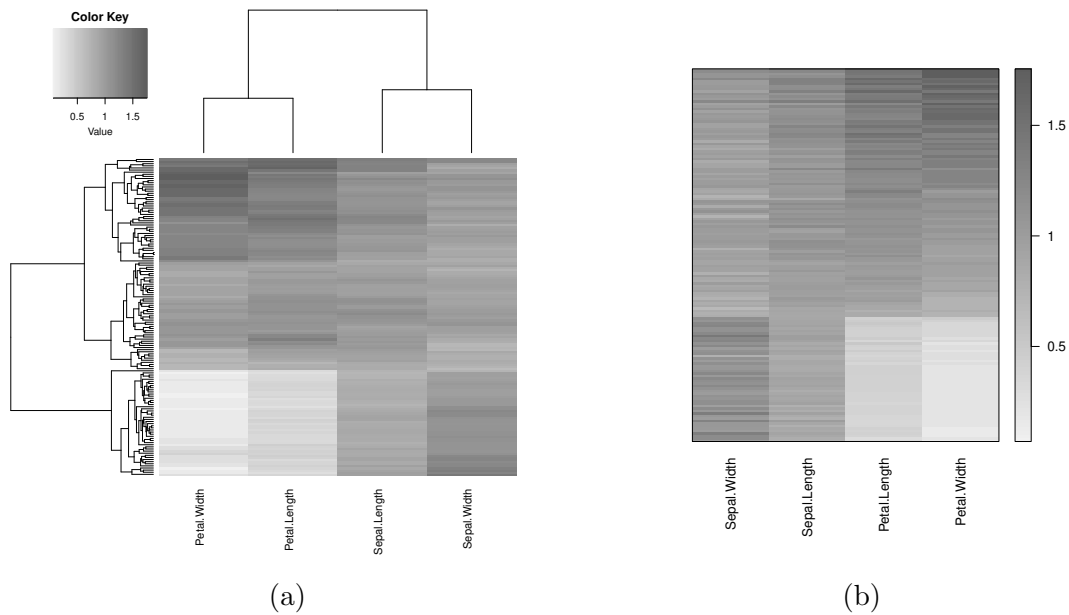 Color Key
0.5 1 1.5
Value
Petal.Width
Petal.Length
Sepal.Length
Sepal.Width
(a)
1.5
1
0.5
Sepal.Width
Sepal.Length
Petal.Length
Petal.Width
(b)